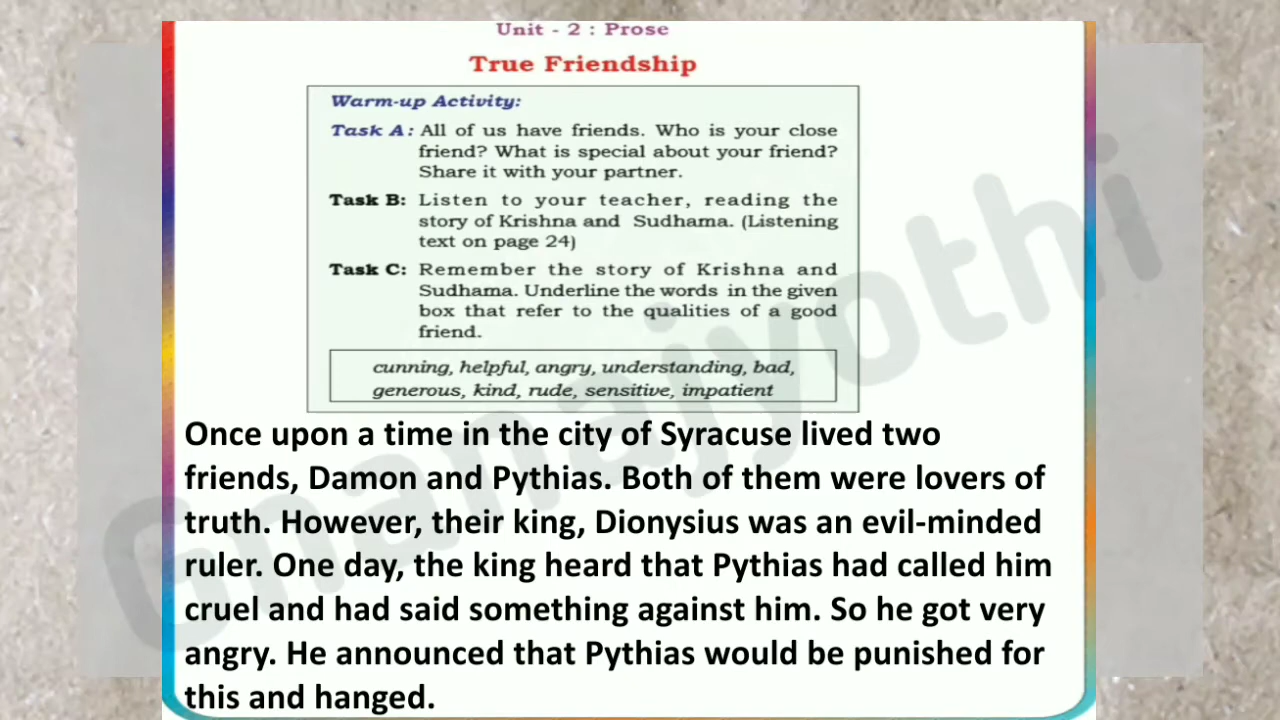 Unit - 2 : Prose
True Friendship
Warm-up Activity:
Task A: All of us have friends. Who is your close
friend? What is special about your friend?
Share it with your partner.
Task B: Listen to your teacher, reading the
story of Krishna and Sudhama. (Listening
text on page 24)
Task C: Remember the story of Krishna and
Sudhama. Underline the words in the given
box that refer to the qualities of a good
friend.
cunning, helpful, angry, understanding, bad,
generous, kind, rude, sensitive, impatient
Once upon a time in the city of Syracuse lived two
friends, Damon and Pythias. Both of them were lovers of
truth. However, their king, Dionysius was an evil-minded
ruler. One day, the king heard that Pythias had called him
cruel and had said something against him. So he got very
angry. He announced that Pythias would be punished for
this and hanged.
Gnanajyothi